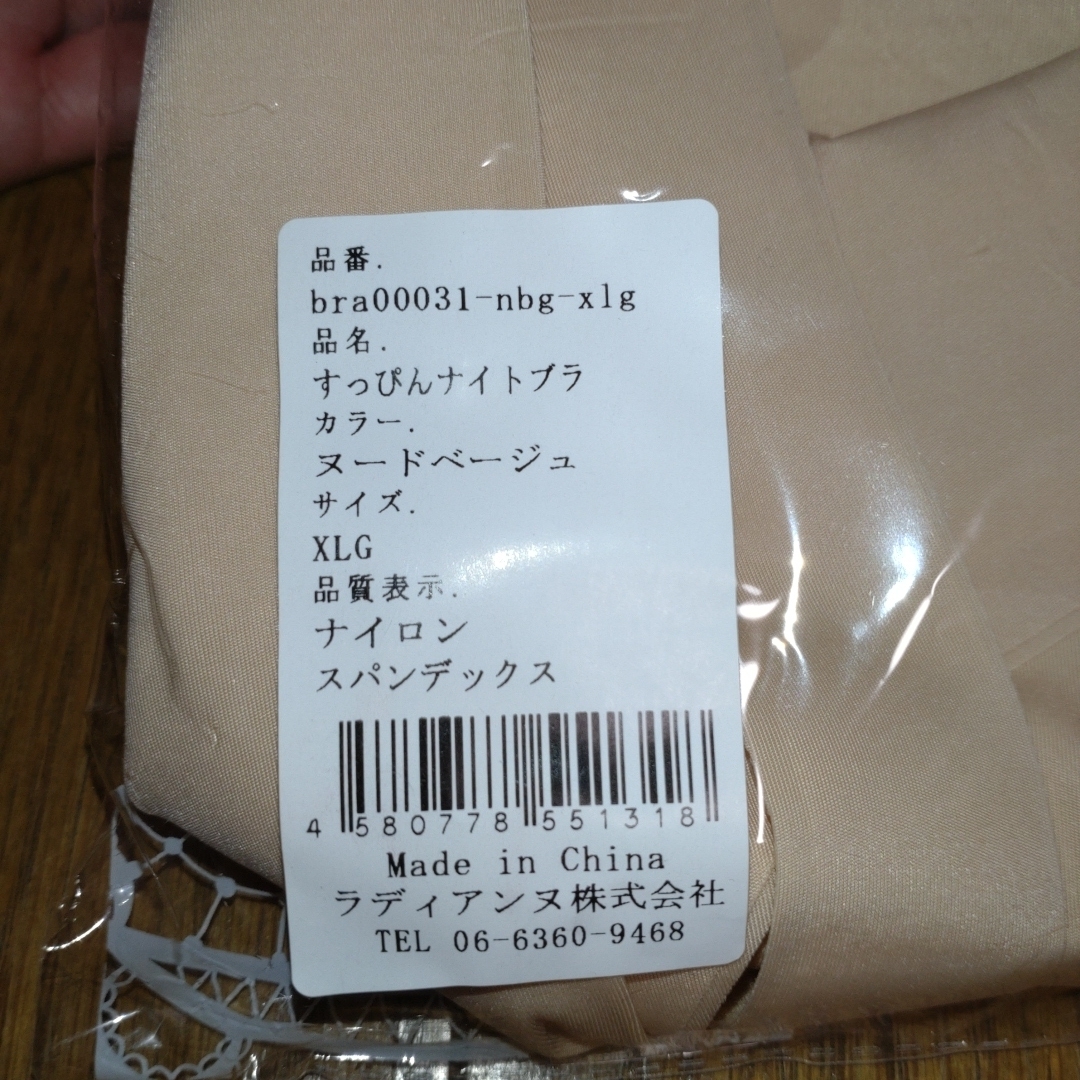 品番.
bra00031-nbg-xlg
品名.
すっぴんナイトブラ
カラー.
ヌードベージュ
サイズ.
XLG
品質表示.
ナイロン
スパンデックス
4 580778 551318
Made in China
ラディアンヌ株式会社
TEL 06-6360-9468